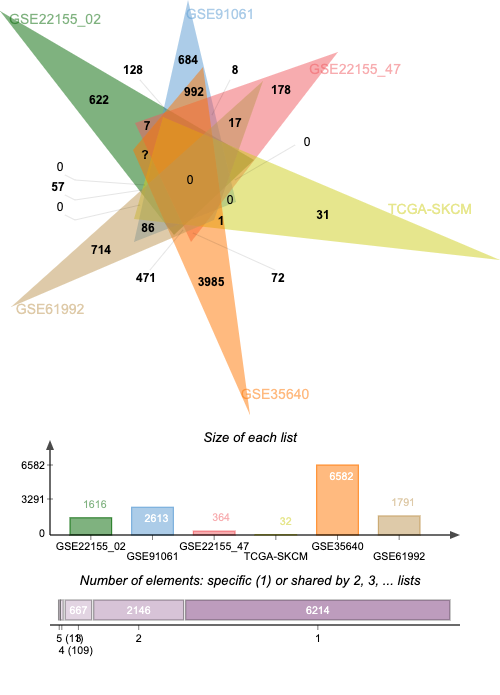 GSE22155_02
GSE91061
GSE22155_47
TCGA-SKCM
GSE35640
GSE61992
128
684
8
992
178
622
7
17
0
?
0
0
57
0
0
31
1
86
714
471
3985
72
Size of each list
6582
3291
0
1616
2613
364
32
6582
1791
GSE22155_02
GSE91061
GSE22155_47
TCGA-SKCM
GSE35640
GSE61992
Number of elements: specific (1) or shared by 2, 3, ... lists
667
2146
6214
5 (11)
4 (109)
3
2
1